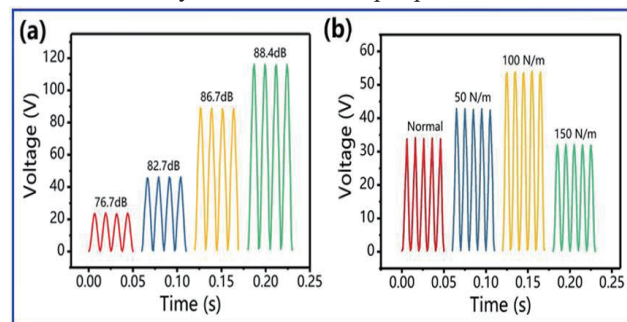 (a)
Voltage (V)
120
100
80
60
40
20
0
76.7dB
82.7dB
86.7dB
88.4dB
0.00 0.05 0.10 0.15 0.20 0.25
Time (s)
(b)
Voltage (V)
60
50
40
30
20
10
0
Normal
50 N/m
100 N/m
150 N/m
0.00 0.05 0.10 0.15 0.20 0.25
Time (s)